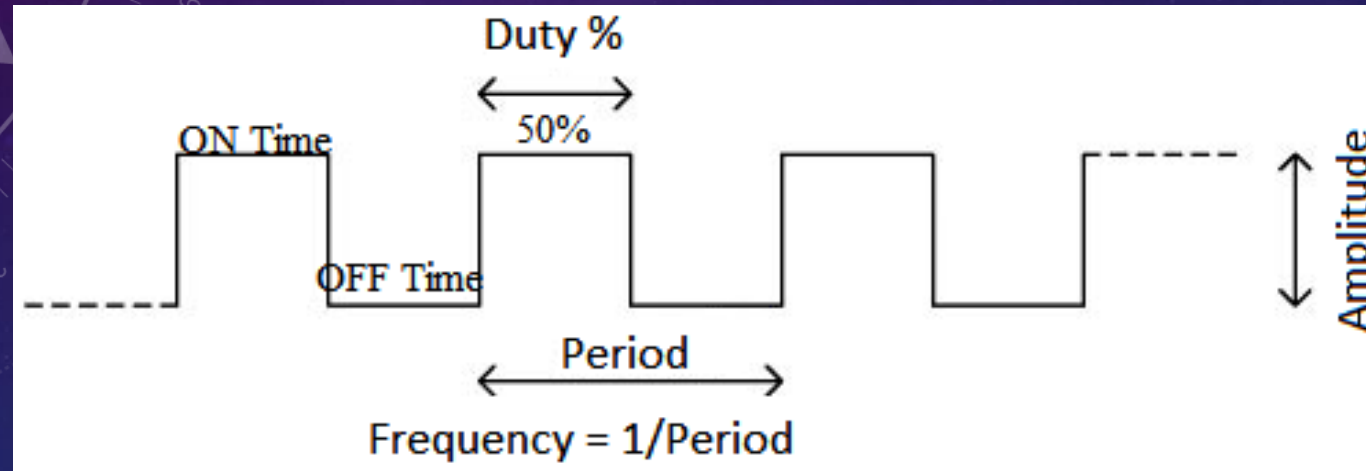 Duty %
50%
ON Time
OFF Time
Amplitude
Period
Frequency = 1/Period